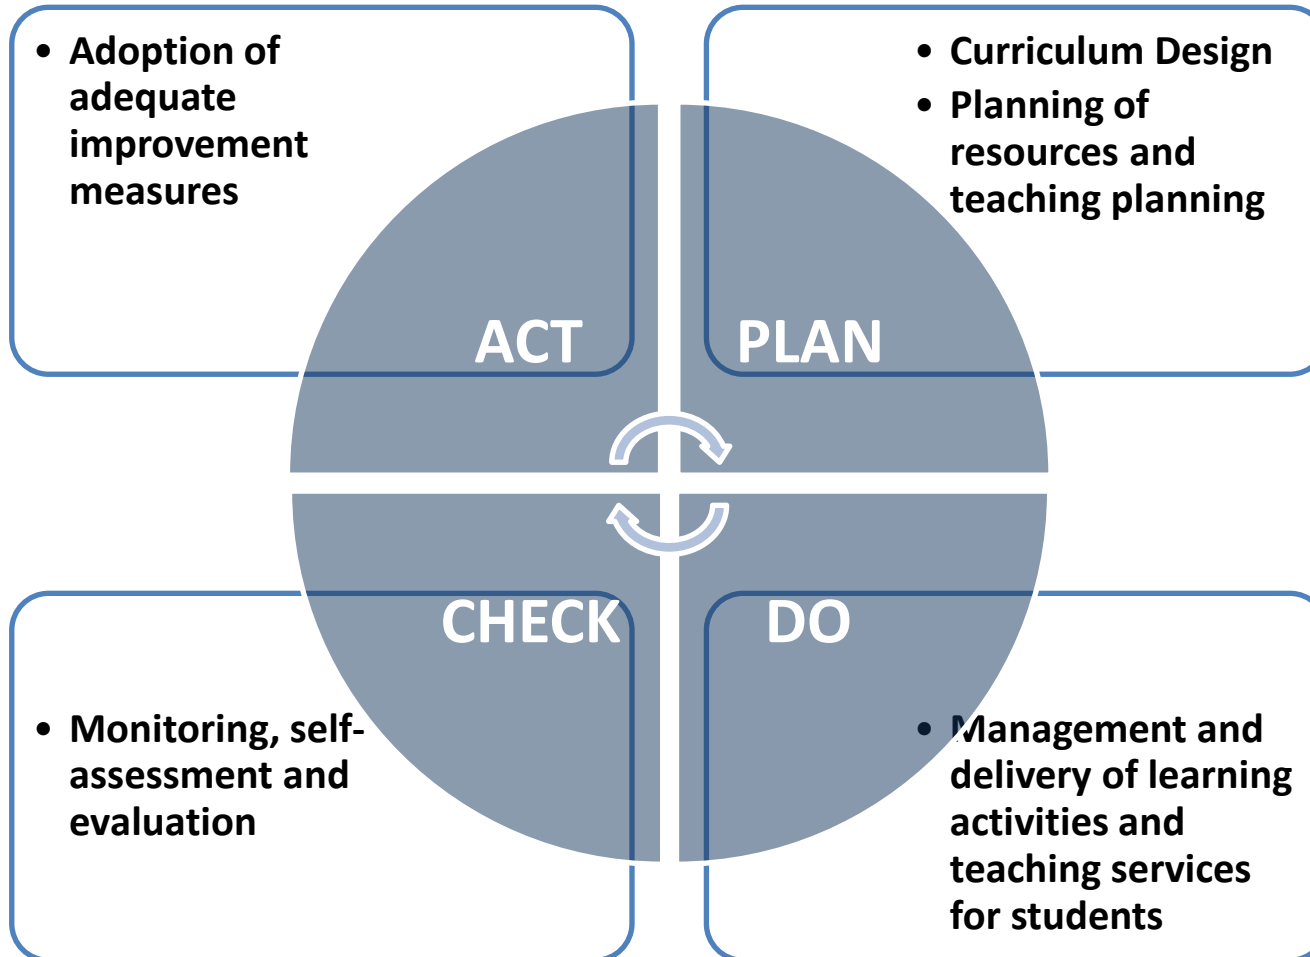 • Adoption of
adequate
improvement
measures
• Curriculum Design
• Planning of
resources and
teaching planning
ACT
PLAN
CHECK
DO
• Monitoring, self-
assessment and
evaluation
• Management and
delivery of learning
activities and
teaching services
for students